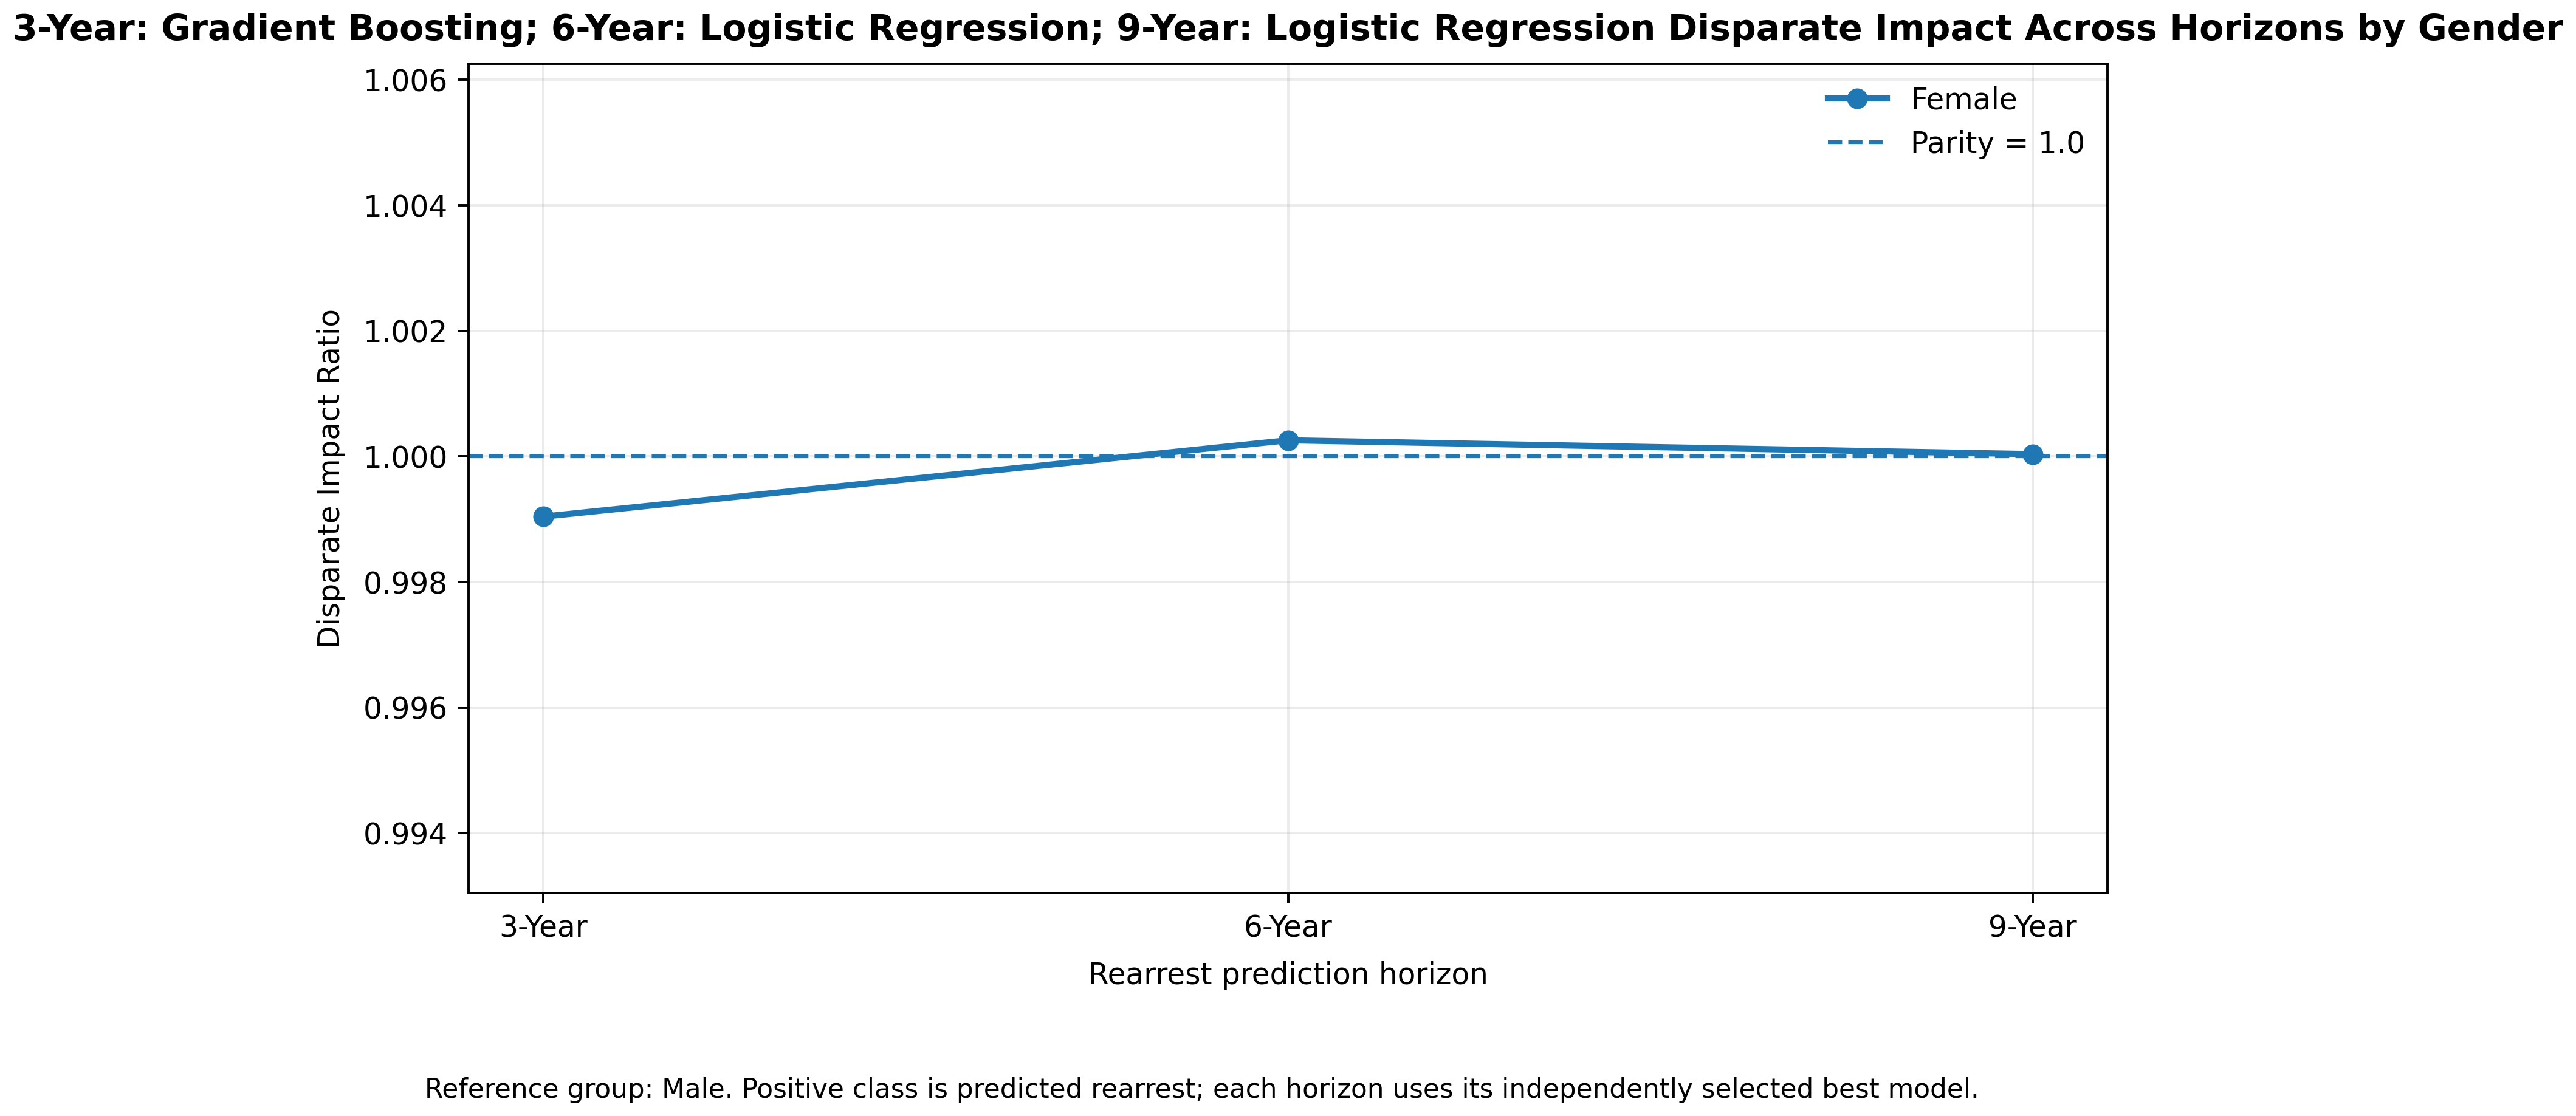 3-Year: Gradient Boosting; 6-Year: Logistic Regression; 9-Year: Logistic Regression Disparate Impact Across Horizons by Gender
Female
Parity = 1.0
Disparate Impact Ratio
1.006
1.004
1.002
1.000
0.998
0.996
0.994
3-Year
6-Year
9-Year
Rearrest prediction horizon
Reference group: Male. Positive class is predicted rearrest; each horizon uses its independently selected best model.